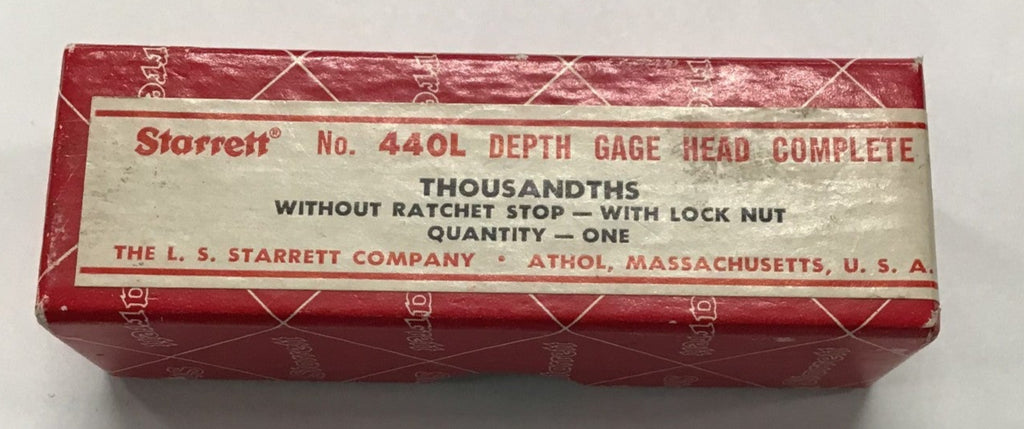 Starrett® No. 440L DEPTH GAGE HEAD COMPLETE
THOUSANDTHS
WITHOUT RATCHET STOP — WITH LOCK NUT
QUANTITY — ONE
THE L. S. STARRETT COMPANY • ATHOL, MASSACHUSETTS, U. S. A.
Starrett